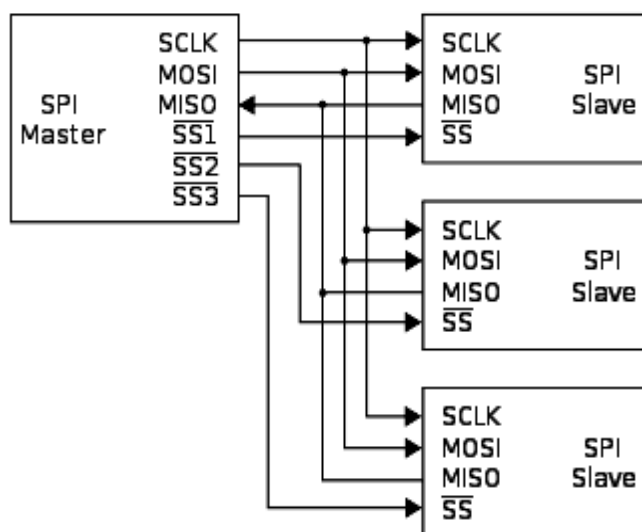 SPI
Master
SCLK
MOSI
MISO
SS1
SS2
SS3
SCLK
MOSI
MISO
SS
SPI
Slave
SCLK
MOSI
MISO
SS
SPI
Slave
SCLK
MOSI
MISO
SS
SPI
Slave